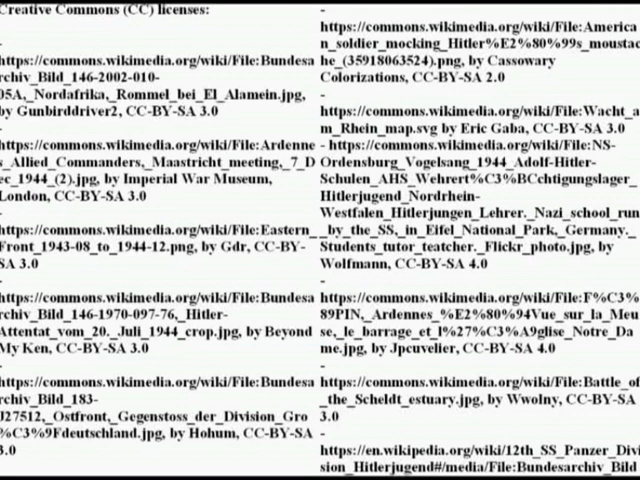 Creative Commons (CC) licenses:
-
https://commons.wikimedia.org/wiki/File:Bundesa
rchiv_Bild_146-2002-010-
05A,_Nordafrika,_Rommel_bei_El_Alamein.jpg,
by Gunbirddriver2, CC-BY-SA 3.0
-
https://commons.wikimedia.org/wiki/File:Ardenne
s_Allied_Commanders,_Maastricht_meeting,_7_D
ec_1944_(2).jpg, by Imperial War Museum,
London, CC-BY-SA 3.0
-
https://commons.wikimedia.org/wiki/File:Eastern_
Front_1943-08_to_1944-12.png, by Gdr, CC-BY-
SA 3.0
-
https://commons.wikimedia.org/wiki/File:Bundesa
rchiv_Bild_146-1970-097-76,_Hitler-
Attentat_vom_20._Juli_1944_crop.jpg, by Beyond
My Ken, CC-BY-SA 3.0
-
https://commons.wikimedia.org/wiki/File:Bundesa
rchiv_Bild_183-
J27512,_Ostfront,_Gegenstoss_der_Division_Gro
%C3%9Fdeutschland.jpg, by Hohum, CC-BY-SA
3.0
-
https://commons.wikimedia.org/wiki/File:America
n_soldier_mocking_Hitler%E2%80%99s_moustac
he_(35918063524).png, by Cassowary
Colorizations, CC-BY-SA 2.0
-
https://commons.wikimedia.org/wiki/File:Wacht_a
m_Rhein_map.svg by Eric Gaba, CC-BY-SA 3.0
- https://commons.wikimedia.org/wiki/File:NS-
Ordensburg_Vogelsang_1944_Adolf-Hitler-
Schulen_AHS_Wehrert%C3%BCchtigungslager_
Hitlerjugend_Nordrhein-
Westfalen_Hitlerjungen_Lehrer._Nazi_school_run
_by_the_SS,_in_Eifel_National_Park,_Germany._
Students_tutor_teatcher._Flickr_photo.jpg, by
Wolfmann, CC-BY-SA 4.0
-
https://commons.wikimedia.org/wiki/File:F%C3%
89PIN,_Ardennes_%E2%80%94Vue_sur_la_Meu
se,_le_barrage_et_l%27%C3%A9glise_Notre_Da
me.jpg, by Jpcuvelier, CC-BY-SA 4.0
-
https://commons.wikimedia.org/wiki/File:Battle_of
_the_Scheldt_estuary.jpg, by Wwolny, CC-BY-SA
3.0
-
https://en.wikipedia.org/wiki/12th_SS_Panzer_Divi
sion_Hitlerjugend#/media/File:Bundesarchiv_Bild